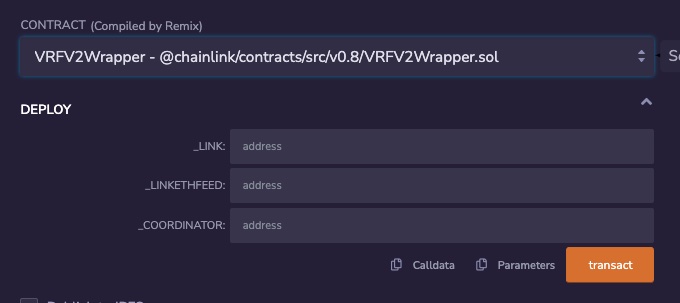 CONTRACT (Compiled by Remix)
VRFV2Wrapper - @chainlink/contracts/src/v0.8/VRFV2Wrapper.sol
DEPLOY
_LINK: address
_LINKETHFEED: address
_COORDINATOR: address
Calldata Parameters transact